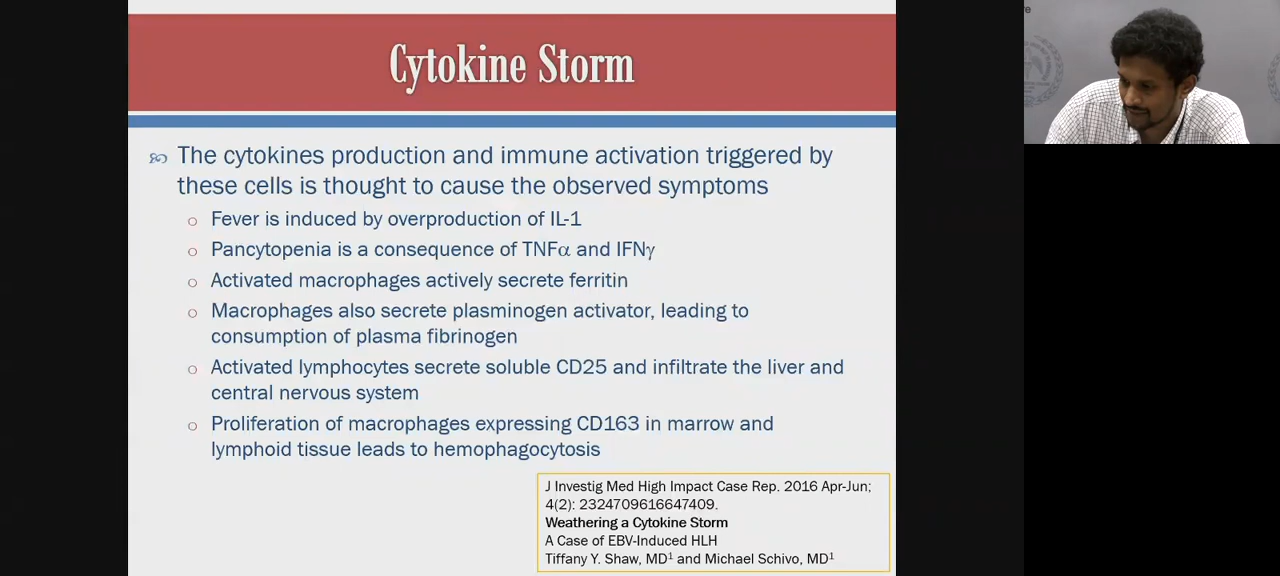 Cytokine Storm
The cytokines production and immune activation triggered by
these cells is thought to cause the observed symptoms
Fever is induced by overproduction of IL-1
Pancytopenia is a consequence of TNFα and IFNγ
Activated macrophages actively secrete ferritin
Macrophages also secrete plasminogen activator, leading to
consumption of plasma fibrinogen
Activated lymphocytes secrete soluble CD25 and infiltrate the liver and
central nervous system
Proliferation of macrophages expressing CD163 in marrow and
lymphoid tissue leads to hemophagocytosis
J Investig Med High Impact Case Rep. 2016 Apr-Jun;
4(2): 2324709616647409.
Weathering a Cytokine Storm
A Case of EBV-Induced HLH
Tiffany Y. Shaw, MD¹ and Michael Schivo, MD¹